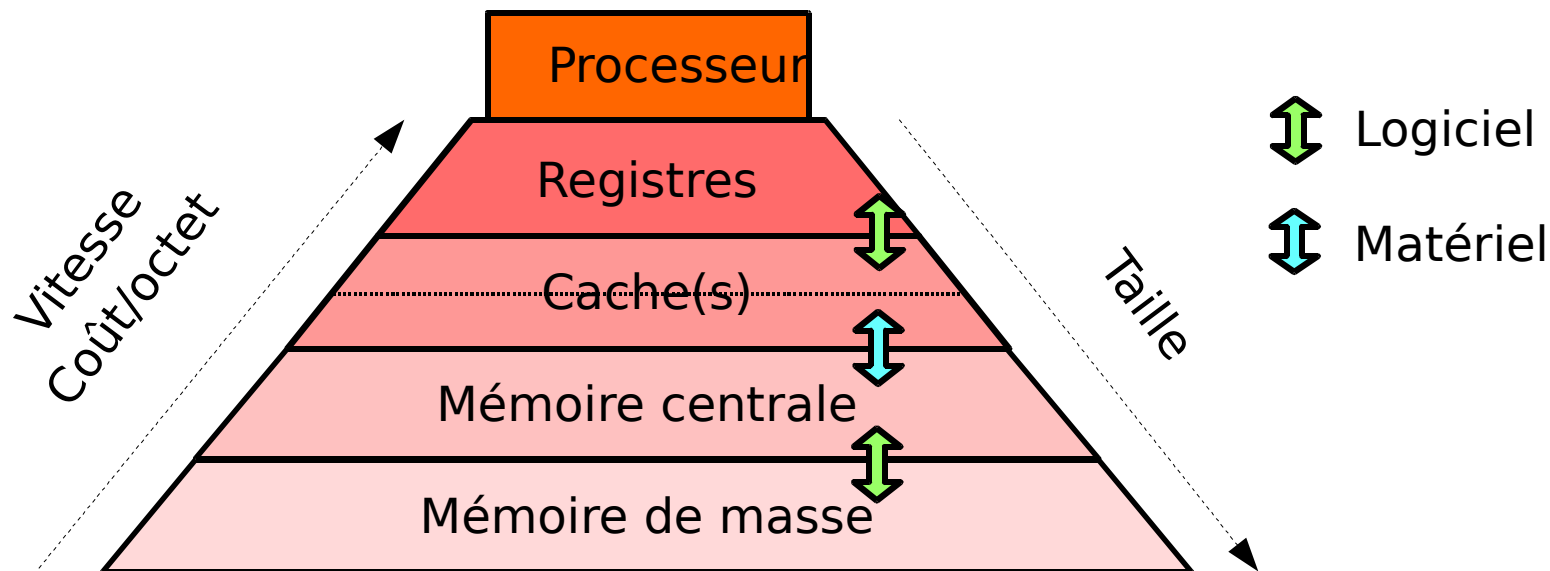 Processeur
Registres
Cache(s)
Mémoire centrale
Mémoire de masse
Vitesse
Coût/octet
Taille
Logiciel
Matériel